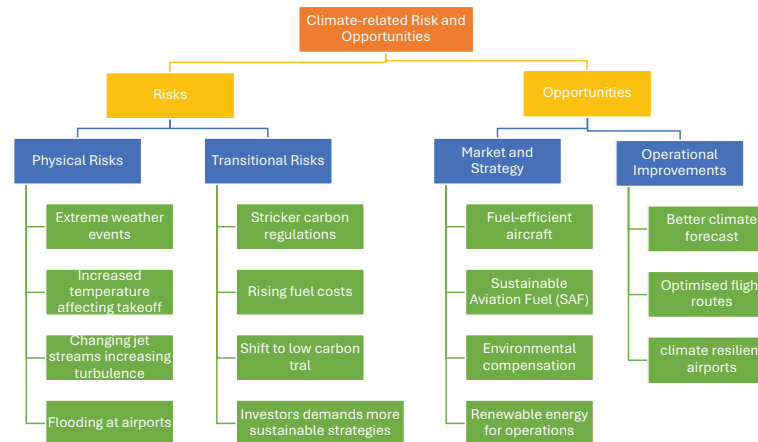 Climate-related Risk and
Opportunities
Risks
Opportunities
Physical Risks
Transitional Risks
Market and
Strategy
Operational
Improvements
Extreme weather
events
Increased
temperature
affecting takeoff
Changing jet
streams increasing
turbulence
Flooding at airports
Stricker carbon
regulations
Rising fuel costs
Shift to low carbon
tral
Investors demands more
sustainable strategies
Fuel-efficient
aircraft
Sustainable
Aviation Fuel (SAF)
Environmental
compensation
Renewable energy
for operations
Better climate
forecast
Optimised flight
routes
climate resilient
airports